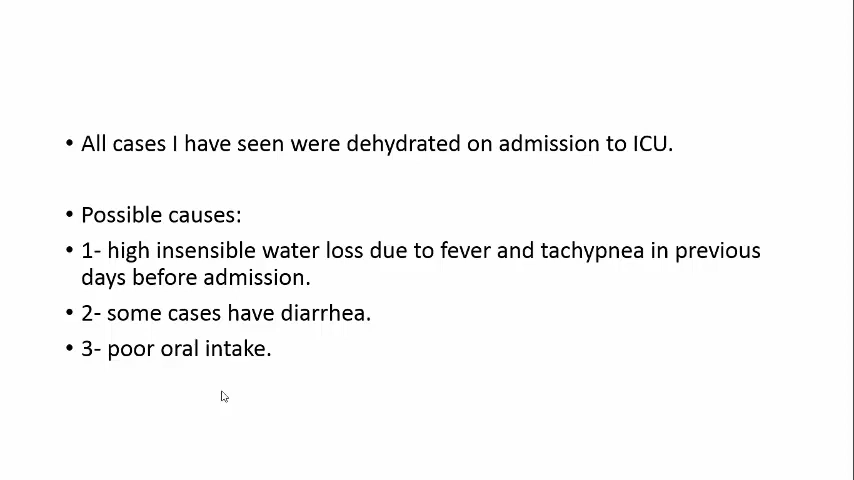 • All cases I have seen were dehydrated on admission to ICU.
• Possible causes:
• 1- high insensible water loss due to fever and tachypnea in previous
days before admission.
• 2- some cases have diarrhea.
• 3- poor oral intake.